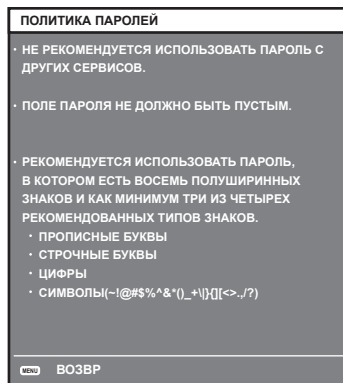 ПОЛИТИКА ПАРОЛЕЙ
· НЕ РЕКОМЕНДУЕТСЯ ИСПОЛЬЗОВАТЬ ПАРОЛЬ С
ДРУГИХ СЕРВИСОВ.
· ПОЛЕ ПАРОЛЯ НЕ ДОЛЖНО БЫТЬ ПУСТЫМ.
· РЕКОМЕНДУЕТСЯ ИСПОЛЬЗОВАТЬ ПАРОЛЬ,
В КОТОРОМ ЕСТЬ ВОСЕМЬ ПОЛУШИРИННЫХ
ЗНАКОВ И КАК МИНИМУМ ТРИ ИЗ ЧЕТЫРЕХ
РЕКОМЕНДОВАННЫХ ТИПОВ ЗНАКОВ.
· ПРОПИСНЫЕ БУКВЫ
· СТРОЧНЫЕ БУКВЫ
· ЦИФРЫ
· СИМВОЛЫ(~!@#$%^&*()_+\|}{][<>.,/?)
MENU ВОЗВР